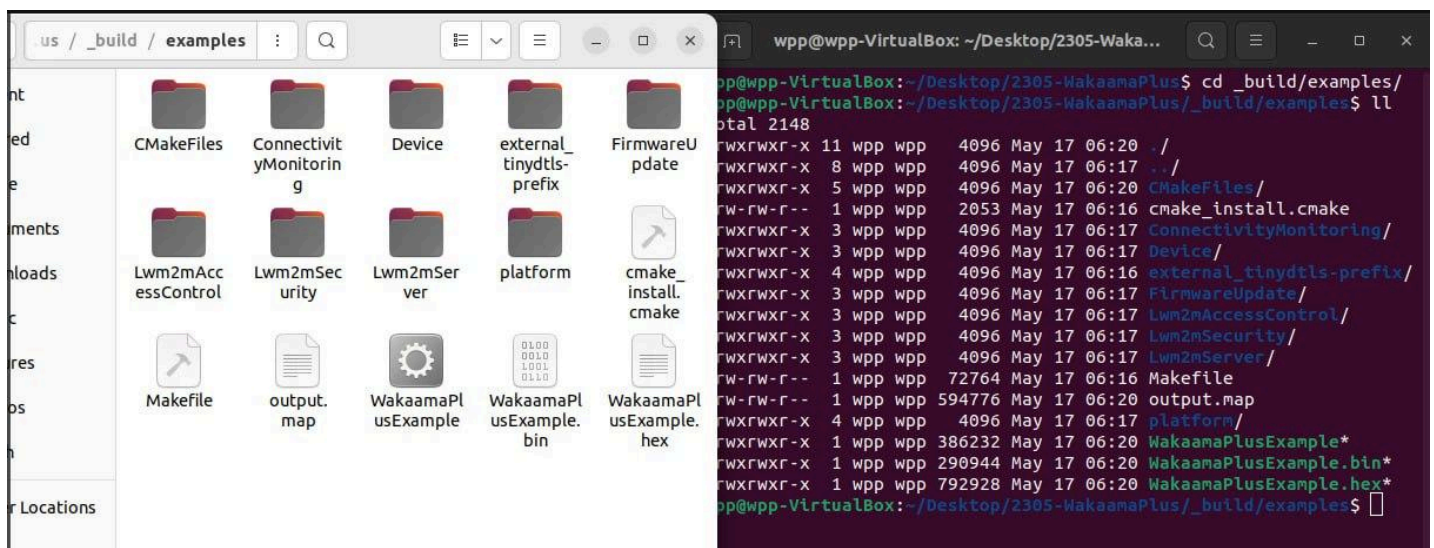 us / _build / examples
nt
red
e
ments
nloads
c
res
os
n
r Locations
CMakeFiles
Connectivit
yMonitorin
g
Device
external_
tinydtls-
prefix
FirmwareU
pdate
Lwm2mAcc
essControl
Lwm2mSec
urity
Lwm2mSer
ver
platform
cmake_
install.
cmake
Makefile
output.
map
WakaamaPl
usExample
WakaamaPl
usExample.
bin
WakaamaPl
usExample.
hex
wpp@wpp-VirtualBox: ~/Desktop/2305-Waka...
pp@wpp-VirtualBox:~/Desktop/2305-WakaamaPlus$ cd _build/examples/
pp@wpp-VirtualBox:~/Desktop/2305-WakaamaPlus/_build/examples$ ll
otal 2148
rwxrwxr-x 11 wpp wpp 4096 May 17 06:20 ./
rwxrwxr-x 8 wpp wpp 4096 May 17 06:17 ../
rwxrwxr-x 5 wpp wpp 4096 May 17 06:20 CMakeFiles/
rw-rw-r-- 1 wpp wpp 2053 May 17 06:16 cmake_install.cmake
rwxrwxr-x 3 wpp wpp 4096 May 17 06:17 ConnectivityMonitoring/
rwxrwxr-x 3 wpp wpp 4096 May 17 06:17 Device/
rwxrwxr-x 4 wpp wpp 4096 May 17 06:16 external_tinydtls-prefix/
rwxrwxr-x 3 wpp wpp 4096 May 17 06:17 FirmwareUpdate/
rwxrwxr-x 3 wpp wpp 4096 May 17 06:17 Lwm2mAccessControl/
rwxrwxr-x 3 wpp wpp 4096 May 17 06:17 Lwm2mSecurity/
rwxrwxr-x 3 wpp wpp 4096 May 17 06:17 Lwm2mServer/
rw-rw-r-- 1 wpp wpp 72764 May 17 06:16 Makefile
rw-rw-r-- 1 wpp wpp 594776 May 17 06:20 output.map
rwxrwxr-x 4 wpp wpp 4096 May 17 06:17 platform/
rwxrwxr-x 1 wpp wpp 386232 May 17 06:20 WakaamaPlusExample*
rwxrwxr-x 1 wpp wpp 290944 May 17 06:20 WakaamaPlusExample.bin*
rwxrwxr-x 1 wpp wpp 792928 May 17 06:20 WakaamaPlusExample.hex*
pp@wpp-VirtualBox:~/Desktop/2305-WakaamaPlus/_build/examples$